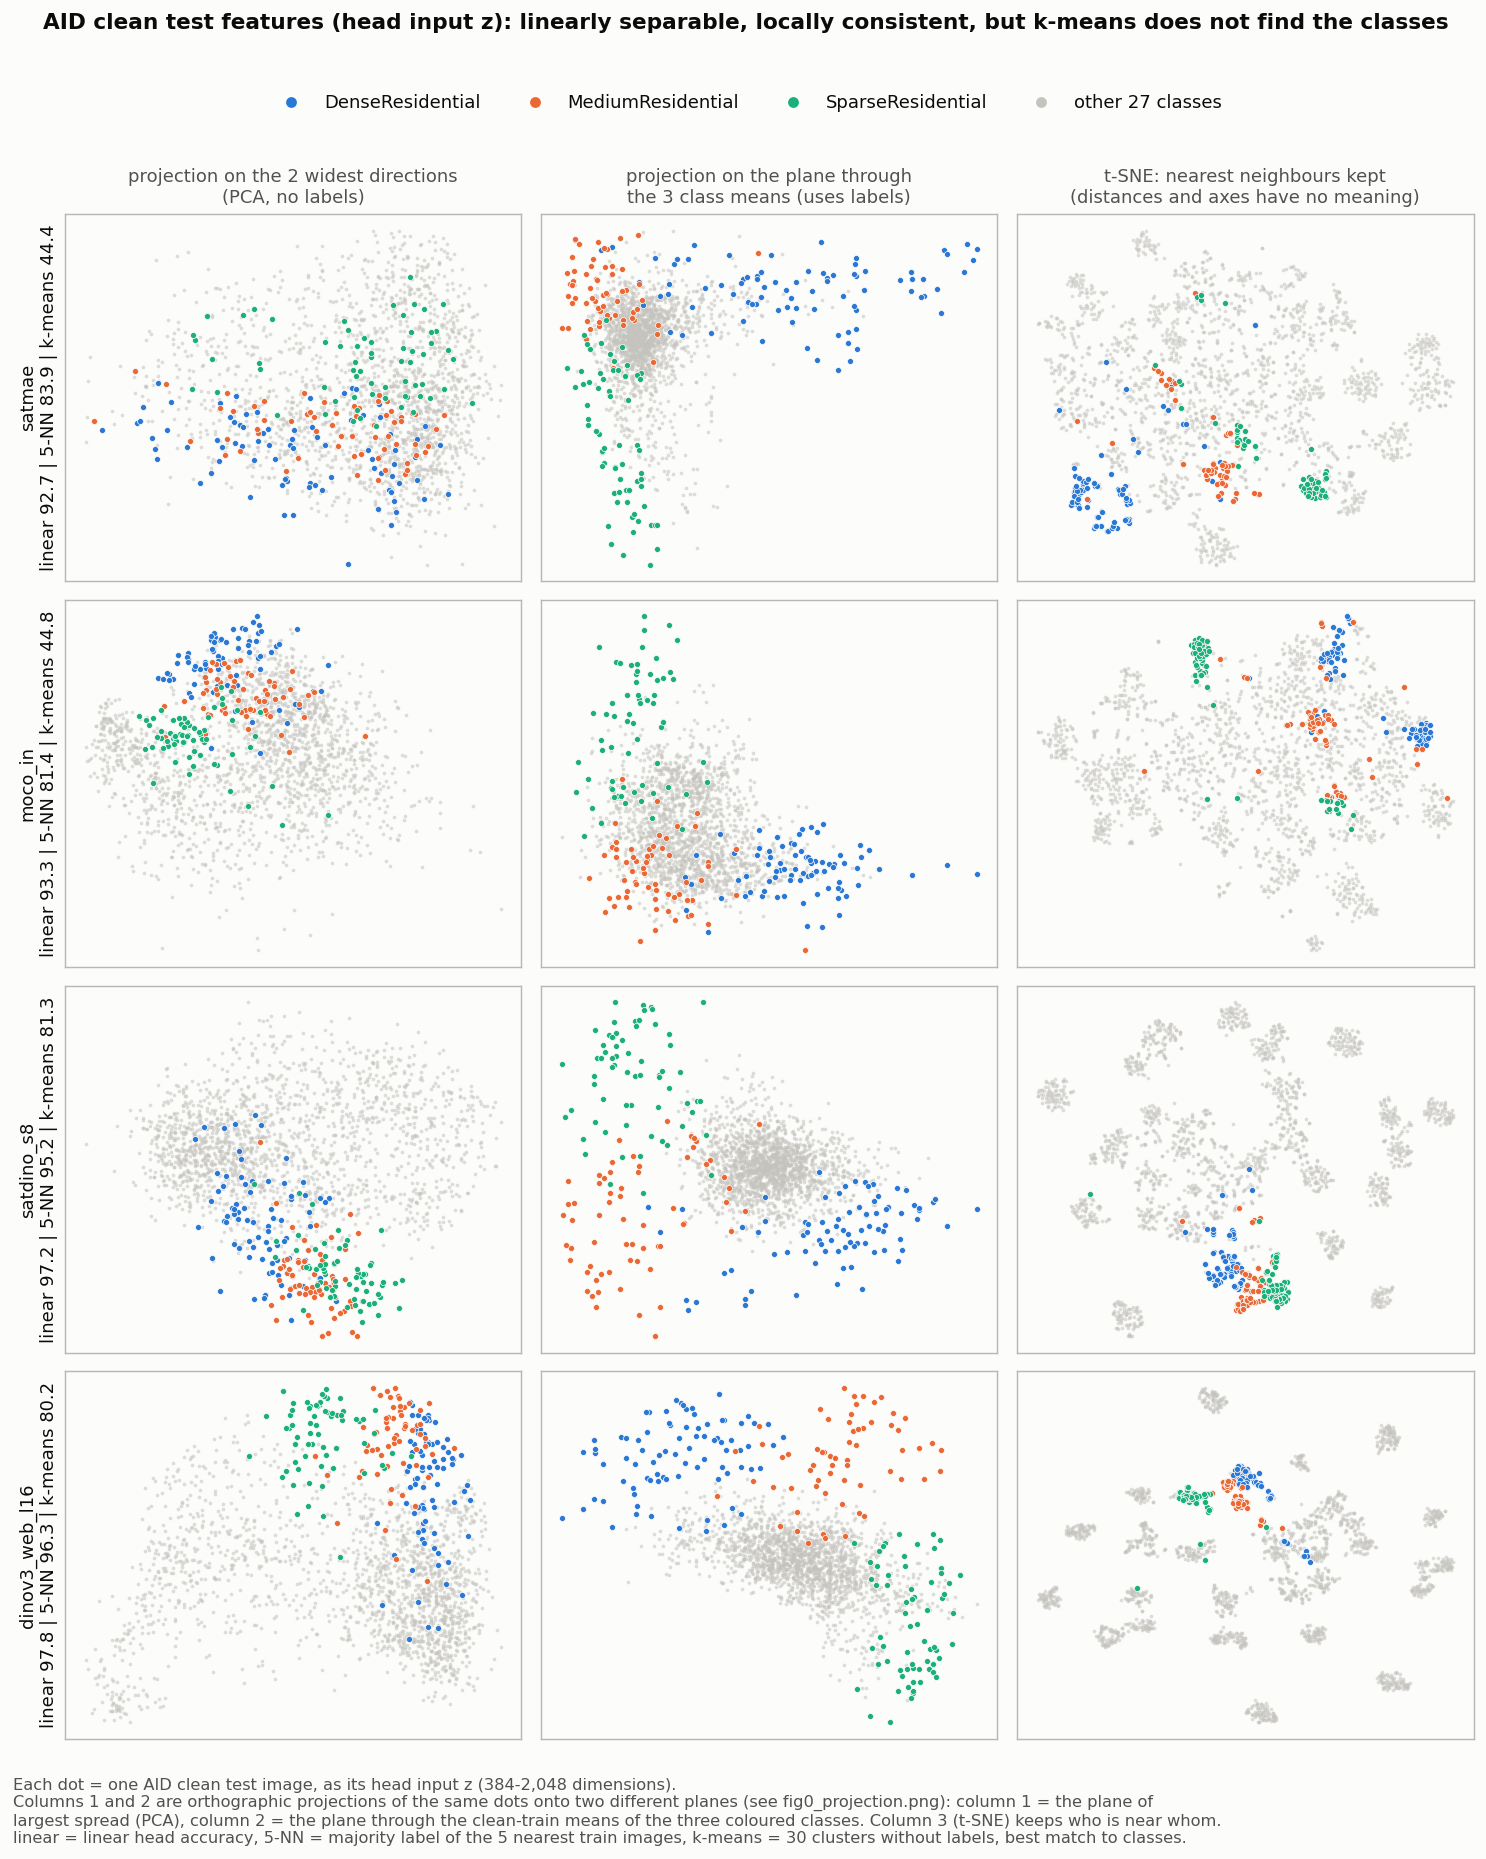 AID clean test features (head input z): linearly separable, locally consistent, but k-means does not find the classes
DenseResidential
MediumResidential
SparseResidential
other 27 classes
projection on the 2 widest directions
(PCA, no labels)
projection on the plane through
the 3 class means (uses labels)
t-SNE: nearest neighbours kept
(distances and axes have no meaning)
satmae
linear 92.7 | 5-NN 83.9 | k-means 44.4
moco_in
linear 93.3 | 5-NN 81.4 | k-means 44.8
satdino_s8
linear 97.2 | 5-NN 95.2 | k-means 81.3
dinov3_web_l16
linear 97.8 | 5-NN 96.3 | k-means 80.2
Each dot = one AID clean test image, as its head input z (384-2,048 dimensions).
Columns 1 and 2 are orthographic projections of the same dots onto two different planes (see fig0_projection.png): column 1 = the plane of
largest spread (PCA), column 2 = the plane through the clean-train means of the three coloured classes. Column 3 (t-SNE) keeps who is near whom.
linear = linear head accuracy, 5-NN = majority label of the 5 nearest train images, k-means = 30 clusters without labels, best match to classes.